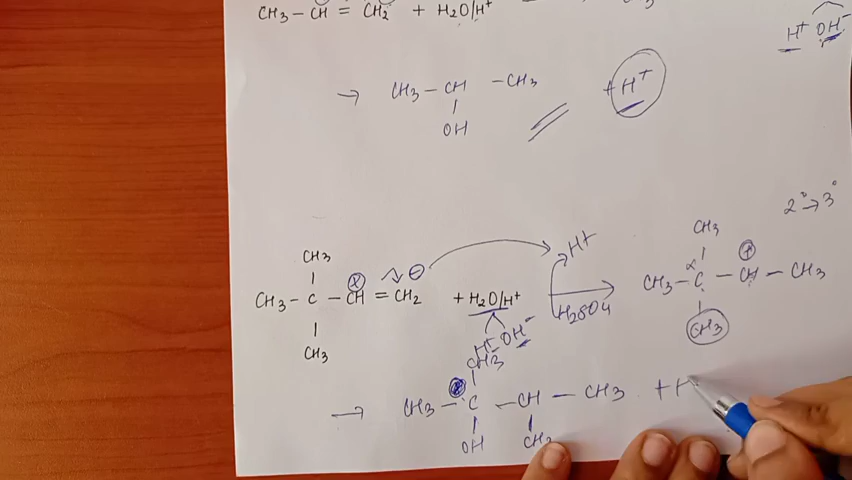 CH3 – CH = CH2 + H2O/H+
H+ OH-
→ CH3 – CH – CH3 + H+
OH
2° → 3°
CH3 CH3
H+ +
CH3 – C – CH = CH2 + H2O/H+ H2SO4 CH3 – C – CH – CH3
α
CH3 CH3
H+ OH-
CH3
→ CH3 – C – CH – CH3 + H
OH CH3